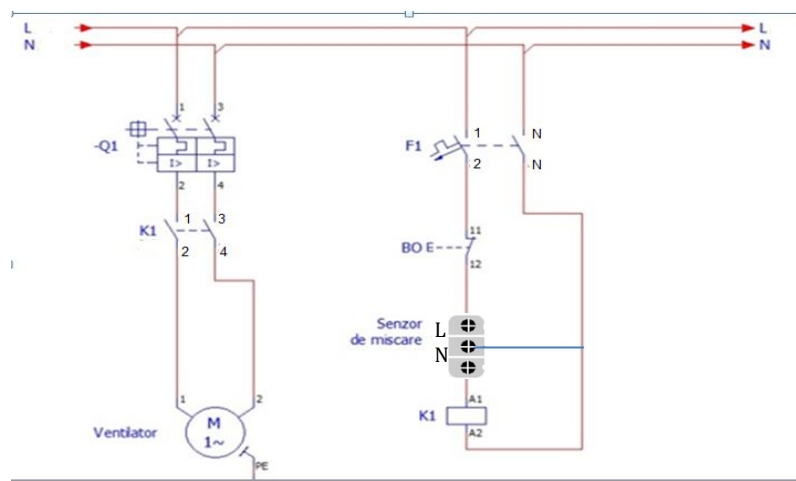 L L
N N
1 3
-Q1
I> I>
2 4
K1 1 3
2 4
1 2
Ventilator
M
1~
PE
F1 1 N
2 N
11
BO E
12
Senzor
de miscare
L
N
A1
K1
A2